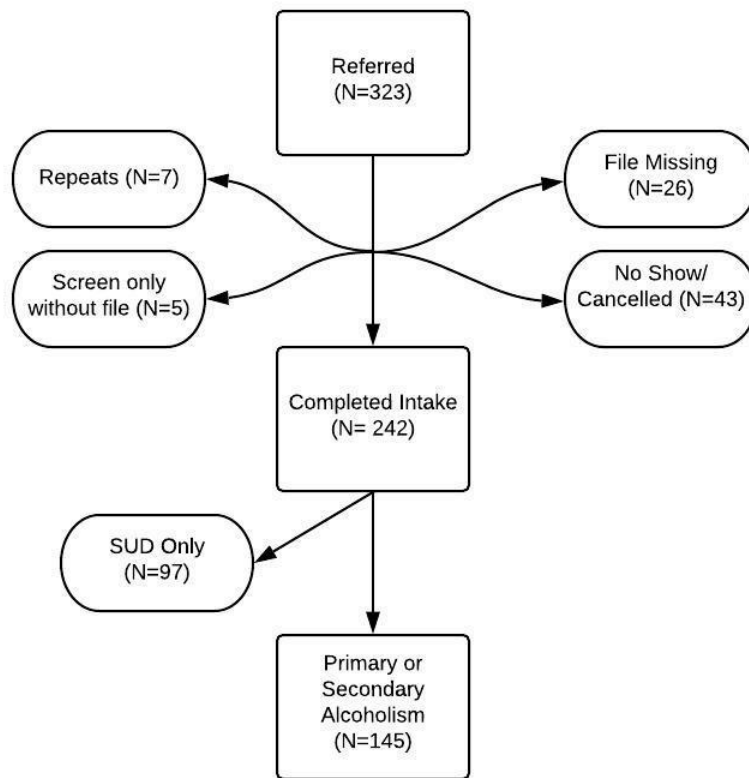 Referred
(N=323)
Repeats (N=7)
File Missing
(N=26)
Screen only
without file (N=5)
No Show/
Cancelled (N=43)
Completed Intake
(N= 242)
SUD Only
(N=97)
Primary or
Secondary
Alcoholism
(N=145)